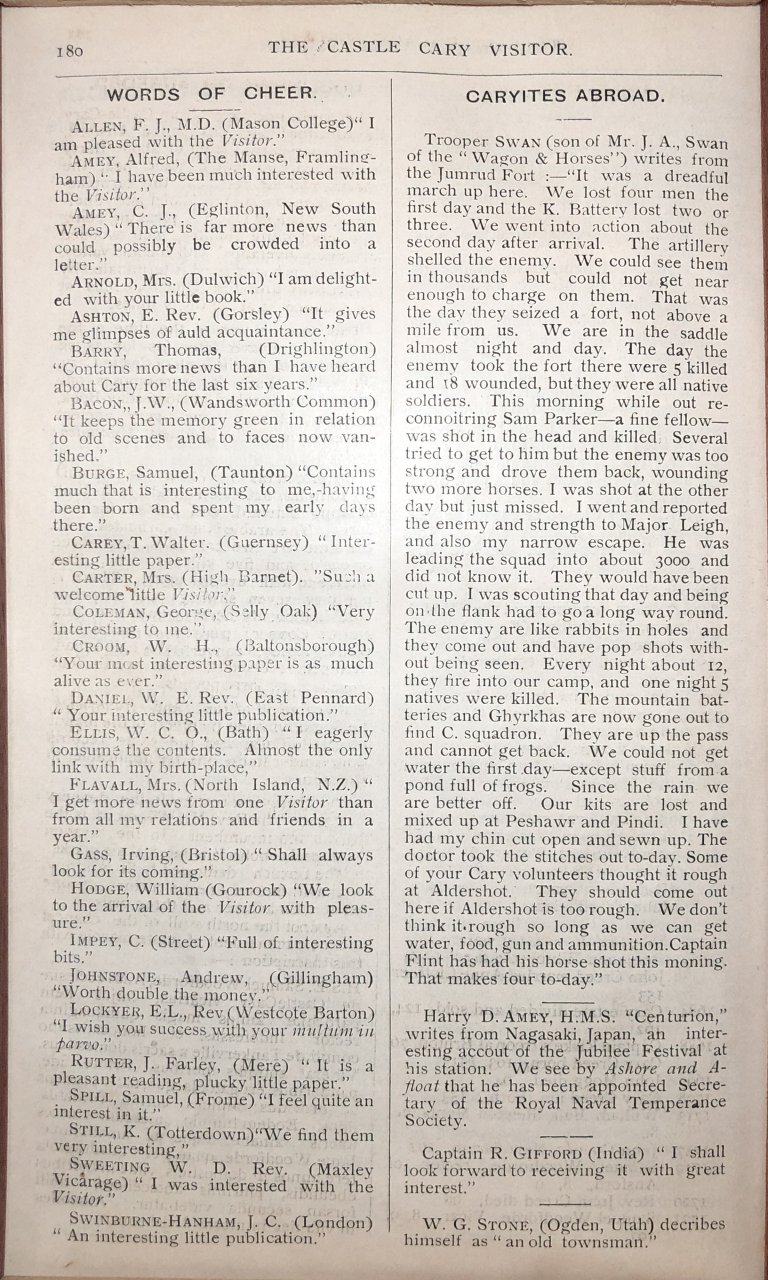 180
THE CASTLE CARY VISITOR.
WORDS OF CHEER.
ALLEN, F. J., M.D. (Mason College)“ I
am pleased with the Visitor.”
AMEY, Alfred, (The Manse, Framling-
ham) “ I have been much interested with
the Visitor.”
AMEY, C. J., (Eglinton, New South
Wales) “ There is far more news than
could possibly be crowded into a
letter.”
ARNOLD, Mrs. (Dulwich) “I am delight-
ed with your little book.”
ASHTON, E. Rev. (Gorsley) “It gives
me glimpses of auld acquaintance.”
BARRY, Thomas, (Drighlington)
“Contains more news than I have heard
about Cary for the last six years.”
BACON,, J.W., (Wandsworth Common)
“It keeps the memory green in relation
to old scenes and to faces now van-
ished.”
BURGE, Samuel, (Taunton) “Contains
much that is interesting to me,-having
been born and spent my early days
there.”
CAREY, T. Walter. (Guernsey) “ Inter-
esting little paper.”
CARTER, Mrs. (High Barnet). ”Such a
welcome little Visitor.”
COLEMAN, George, (Selly Oak) “Very
interesting to me.”
CROOM, W. H., (Baltonsborough)
“Your most interesting paper is as much
alive as ever.”
DANIEL, W. E. Rev. (East Pennard)
“ Your interesting little publication.”
ELLIS, W. C. O., (Bath) “ I eagerly
consume the contents. Almost the only
link with my birth-place,”
FLAVALL, Mrs. (North Island, N.Z.) “
I get more news from one Visitor than
from all my relations and friends in a
year.”
GASS, Irving, (Bristol) “ Shall always
look for its coming.”
HODGE, William (Gourock) “We look
to the arrival of the Visitor with pleas-
ure.”
IMPEY, C. (Street) “Full of interesting
bits.”
JOHNSTONE, Andrew, (Gillingham)
“Worth double the money.”
LOCKYER, E.L., Rev (Westcote Barton)
“I wish you success with your multum in
parvo.”
RUTTER, J. Farley, (Mere) “ It is a
pleasant reading, plucky little paper.”
SPILL, Samuel, (Frome) “I feel quite an
interest in it.”
STILL, K. (Totterdown)“We find them
very interesting,”
SWEETING W. D. Rev. (Maxley
Vicarage) “ I was interested with the
Visitor.”
SWINBURNE-HANHAM, J. C. (London)
“ An interesting little publication.”
CARYITES ABROAD.
Trooper SWAN (son of Mr. J. A., Swan
of the “ Wagon & Horses”) writes from
the Jumrud Fort :—“It was a dreadful
march up here. We lost four men the
first day and the K. Battery lost two or
three. We went into action about the
second day after arrival. The artillery
shelled the enemy. We could see them
in thousands but could not get near
enough to charge on them. That was
the day they seized a fort, not above a
mile from us. We are in the saddle
almost night and day. The day the
enemy took the fort there were 5 killed
and 18 wounded, but they were all native
soldiers. This morning while out re-
connoitring Sam Parker—a fine fellow—
was shot in the head and killed. Several
tried to get to him but the enemy was too
strong and drove them back, wounding
two more horses. I was shot at the other
day but just missed. I went and reported
the enemy and strength to Major Leigh,
and also my narrow escape. He was
leading the squad into about 3000 and
did not know it. They would have been
cut up. I was scouting that day and being
on the flank had to go a long way round.
The enemy are like rabbits in holes and
they come out and have pop shots with-
out being seen. Every night about 12,
they fire into our camp, and one night 5
natives were killed. The mountain bat-
teries and Ghyrkhas are now gone out to
find C. squadron. They are up the pass
and cannot get back. We could not get
water the first day—except stuff from a
pond full of frogs. Since the rain we
are better off. Our kits are lost and
mixed up at Peshawr and Pindi. I have
had my chin cut open and sewn up. The
doctor took the stitches out to-day. Some
of your Cary volunteers thought it rough
at Aldershot. They should come out
here if Aldershot is too rough. We don’t
think it rough so long as we can get
water, food, gun and ammunition.Captain
Flint has had his horse shot this moning.
That makes four to-day.”
Harry D. AMEY, H.M.S. “Centurion,”
writes from Nagasaki, Japan, an inter-
esting accout of the Jubilee Festival at
his station. We see by Ashore and A-
float that he has been appointed Secre-
tary of the Royal Naval Temperance
Society.
Captain R. GIFFORD (India) “ I shall
look forward to receiving it with great
interest.”
W. G. STONE, (Ogden, Utah) decribes
himself as “ an old townsman.”